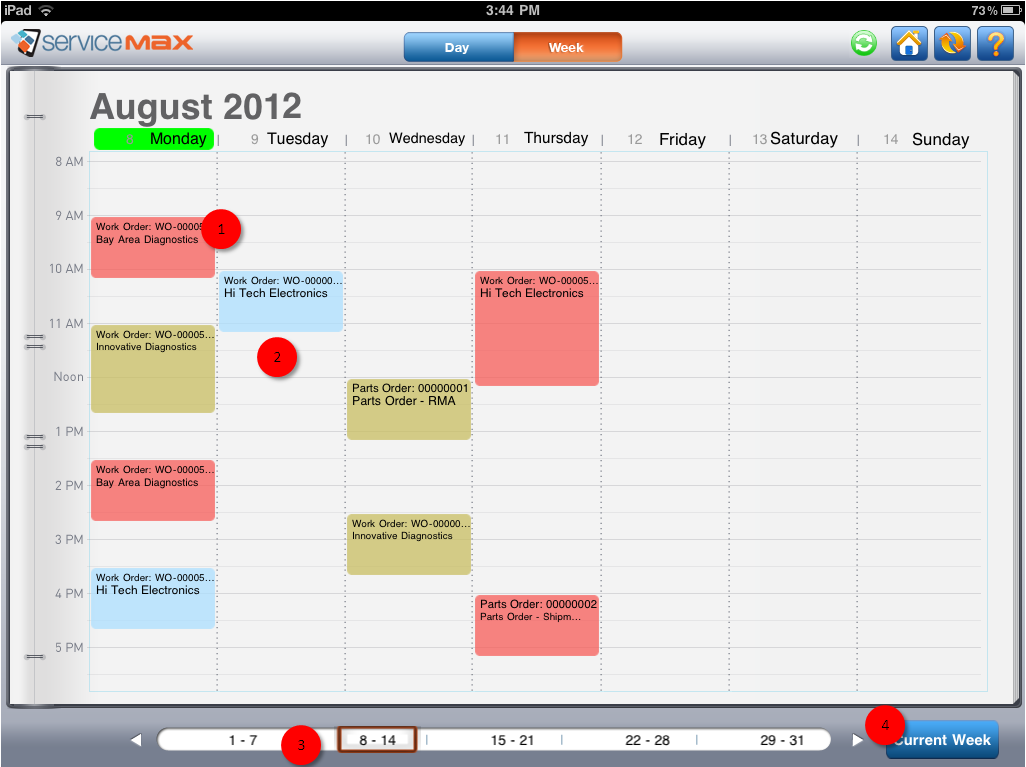 iPad 3:44 PM 73%
serviceMAX Day Week ?
August 2012
8 Monday 9 Tuesday 10 Wednesday 11 Thursday 12 Friday 13 Saturday 14 Sunday
8 AM
9 AM
Work Order: WO-00005
Bay Area Diagnostics
1
10 AM
Work Order: WO-00000...
Hi Tech Electronics
Work Order: WO-00005...
Hi Tech Electronics
11 AM
Work Order: WO-00005...
Innovative Diagnostics
2
Noon
Parts Order: 00000001
Parts Order - RMA
1 PM
Work Order: WO-00005...
Bay Area Diagnostics
2 PM
Work Order: WO-00000...
Innovative Diagnostics
3 PM
Work Order: WO-00005...
Hi Tech Electronics
4 PM
Parts Order: 00000002
Parts Order - Shipm...
5 PM
1 - 7 3 8 - 14 15 - 21 22 - 28 29 - 31 4 Current Week